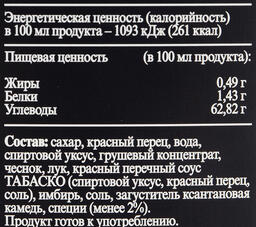 Энергетическая ценность (калорийность)
в 100 мл продукта – 1093 кДж (261 ккал)
Пищевая ценность (в 100 мл продукта):
Жиры 0,49 г
Белки 1,43 г
Углеводы 62,82 г
Состав: сахар, красный перец, вода,
спиртовой уксус, грушевый концентрат,
чеснок, лук, красный перечный соус
ТАБАСКО (спиртовой уксус, красный перец,
соль), имбирь, соль, загуститель ксантановая
камедь, специи (менее 2%).
Продукт готов к употреблению.